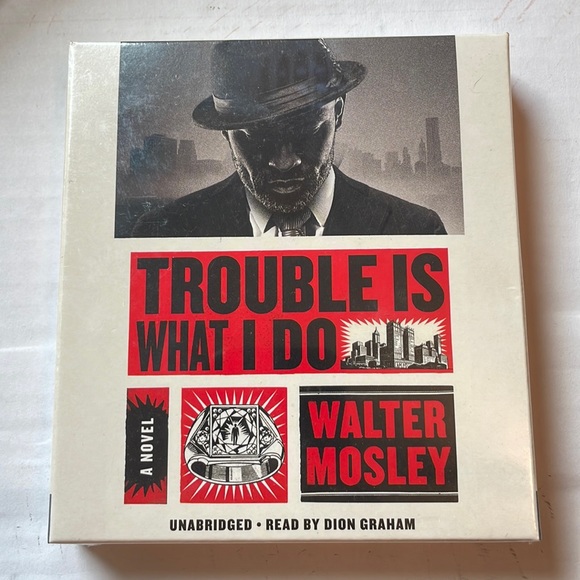 TROUBLE IS
WHAT I DO
A NOVEL
WALTER
MOSLEY
UNABRIDGED • READ BY DION GRAHAM